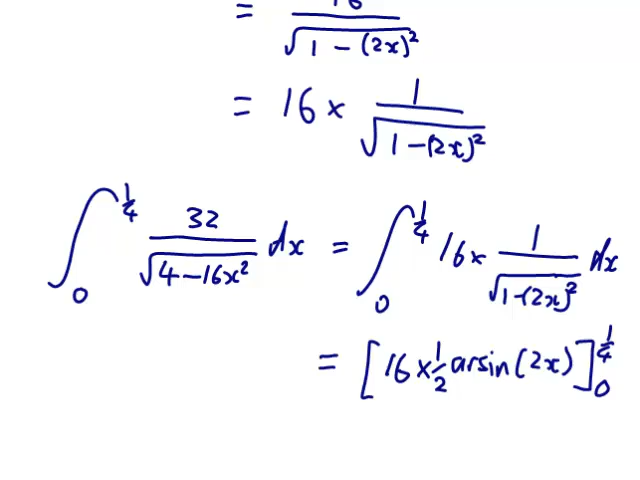 = 16 / √(1 − (2x)²)
= 16 × 1 / √(1 − (2x)²)
∫₀^¼ 32 / √(4 − 16x²) dx = ∫₀^¼ 16 × 1 / √(1 − (2x)²) dx
= [16 × ½ arsin(2x)]₀^¼